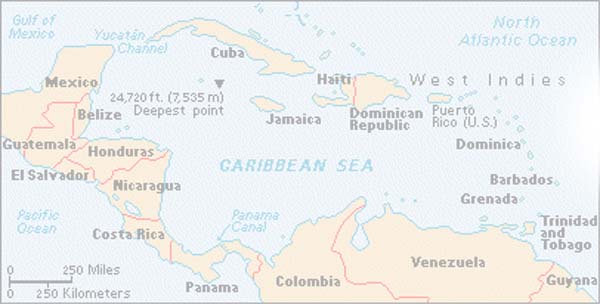 Gulf of
Mexico
Yucatán
Channel
North
Atlantic Ocean
Cuba
Mexico
Haiti
West Indies
24,720 ft. (7,535 m)
Deepest point
Belize
Jamaica
Dominican
Republic
Puerto
Rico (U.S.)
Guatemala
Honduras
Dominica
CARIBBEAN SEA
El Salvador
Nicaragua
Barbados
Grenada
Pacific
Ocean
Panama
Canal
Costa Rica
Trinidad
and
Tobago
Venezuela
0 250 Miles
0 250 Kilometers
Panama
Colombia
Guyana